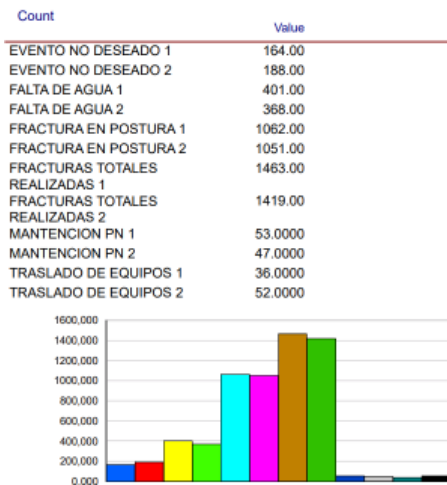 Count
Value
EVENTO NO DESEADO 1 164.00
EVENTO NO DESEADO 2 188.00
FALTA DE AGUA 1 401.00
FALTA DE AGUA 2 368.00
FRACTURA EN POSTURA 1 1062.00
FRACTURA EN POSTURA 2 1051.00
FRACTURAS TOTALES 1463.00
REALIZADAS 1
FRACTURAS TOTALES 1419.00
REALIZADAS 2
MANTENCION PN 1 53.0000
MANTENCION PN 2 47.0000
TRASLADO DE EQUIPOS 1 36.0000
TRASLADO DE EQUIPOS 2 52.0000
1600,000
1400,000
1200,000
1000,000
800,000
600,000
400,000
200,000
0.000